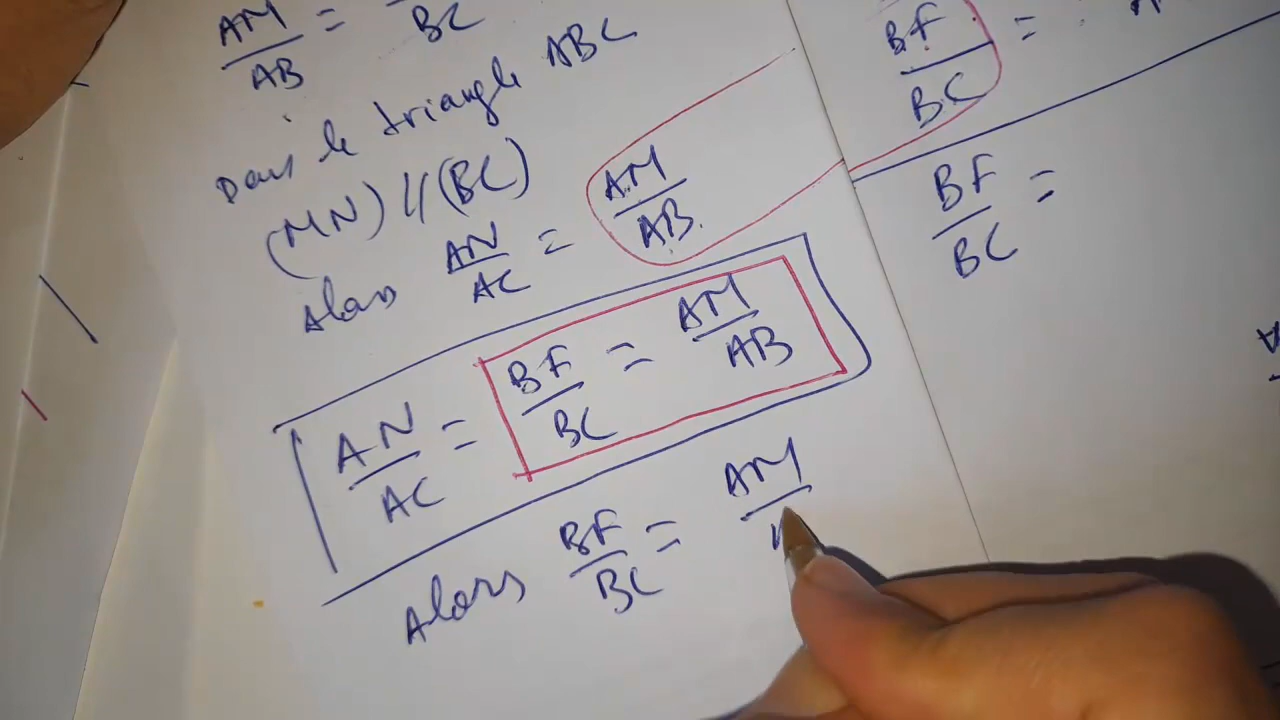 AM/AB = /BC
Dans le triangle ABC
(MN) // (BC)
Alors AN/AC = AM/AB
AN/AC = BF/BC = AM/AB
Alors BF/BC = AM/
BF/BC =
BF/BC =